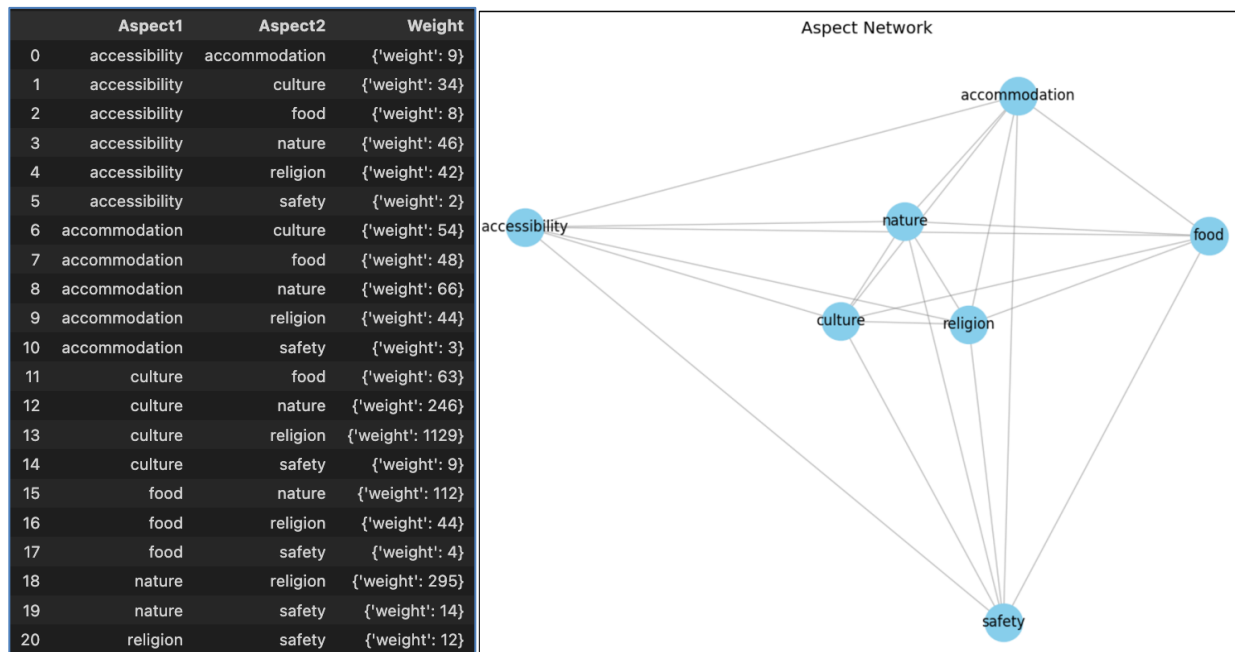 Aspect1 Aspect2 Weight
0 accessibility accommodation {'weight': 9}
1 accessibility culture {'weight': 34}
2 accessibility food {'weight': 8}
3 accessibility nature {'weight': 46}
4 accessibility religion {'weight': 42}
5 accessibility safety {'weight': 2}
6 accommodation culture {'weight': 54}
7 accommodation food {'weight': 48}
8 accommodation nature {'weight': 66}
9 accommodation religion {'weight': 44}
10 accommodation safety {'weight': 3}
11 culture food {'weight': 63}
12 culture nature {'weight': 246}
13 culture religion {'weight': 1129}
14 culture safety {'weight': 9}
15 food nature {'weight': 112}
16 food religion {'weight': 44}
17 food safety {'weight': 4}
18 nature religion {'weight': 295}
19 nature safety {'weight': 14}
20 religion safety {'weight': 12}
Aspect Network
accommodation
nature
accessibility
food
culture
religion
safety